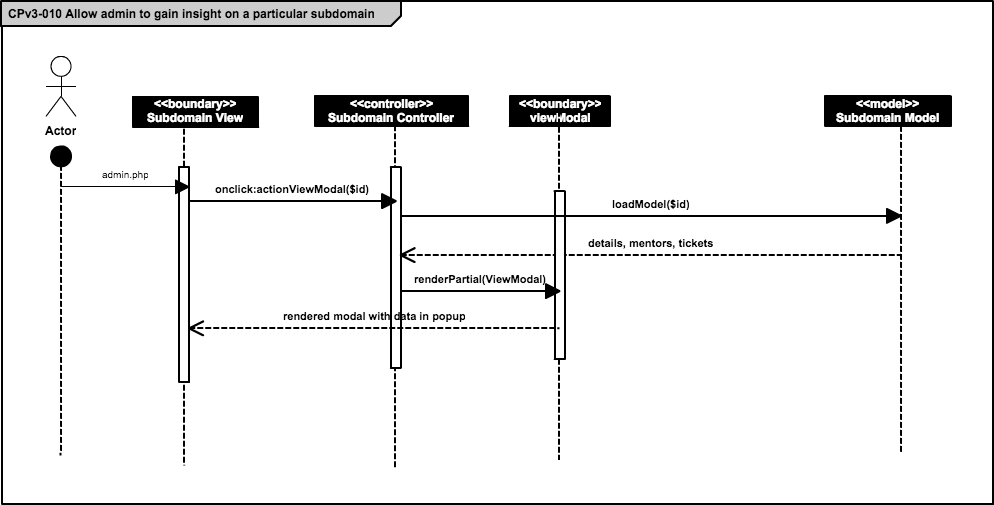 CPv3-010 Allow admin to gain insight on a particular subdomain
Actor
<<boundary>>
Subdomain View
<<controller>>
Subdomain Controller
<<boundary>>
viewModal
<<model>>
Subdomain Model
admin.php
onclick:actionViewModal($id)
loadModel($id)
details, mentors, tickets
renderPartial(ViewModal)
rendered modal with data in popup